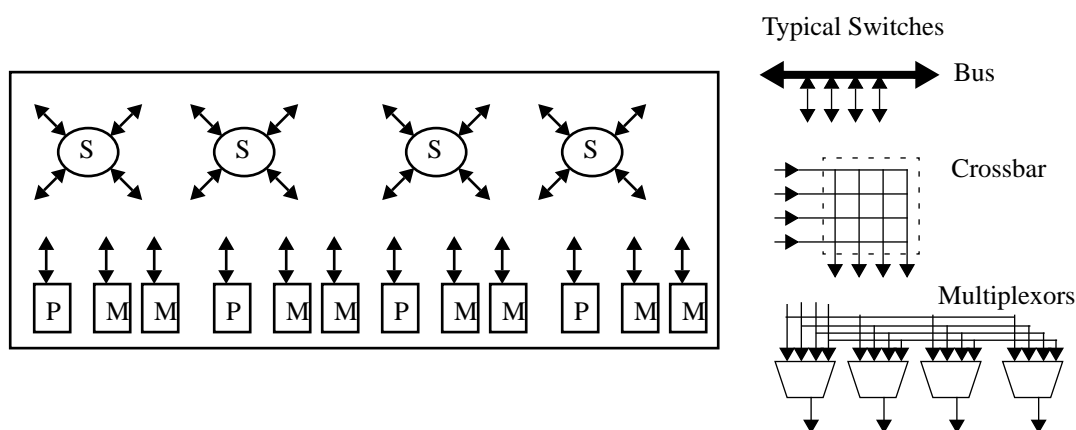 Typical Switches
Bus
S S S S
Crossbar
P M M P M M P M M P M M
Multiplexors